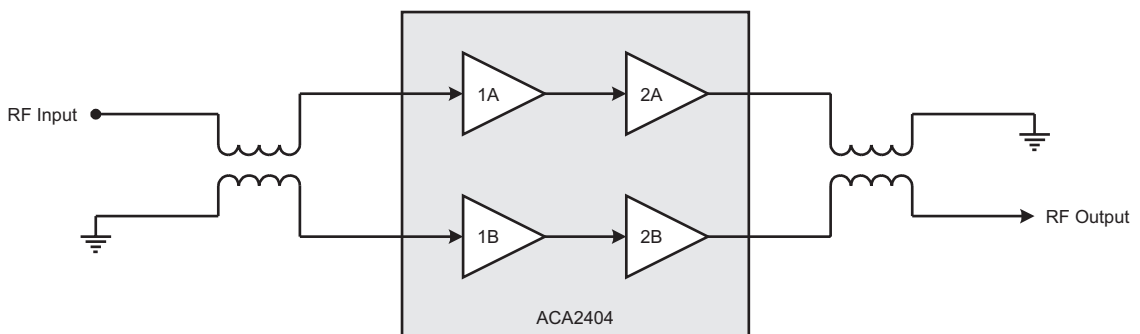 RF Input
1A
2A
1B
2B
RF Output
ACA2404